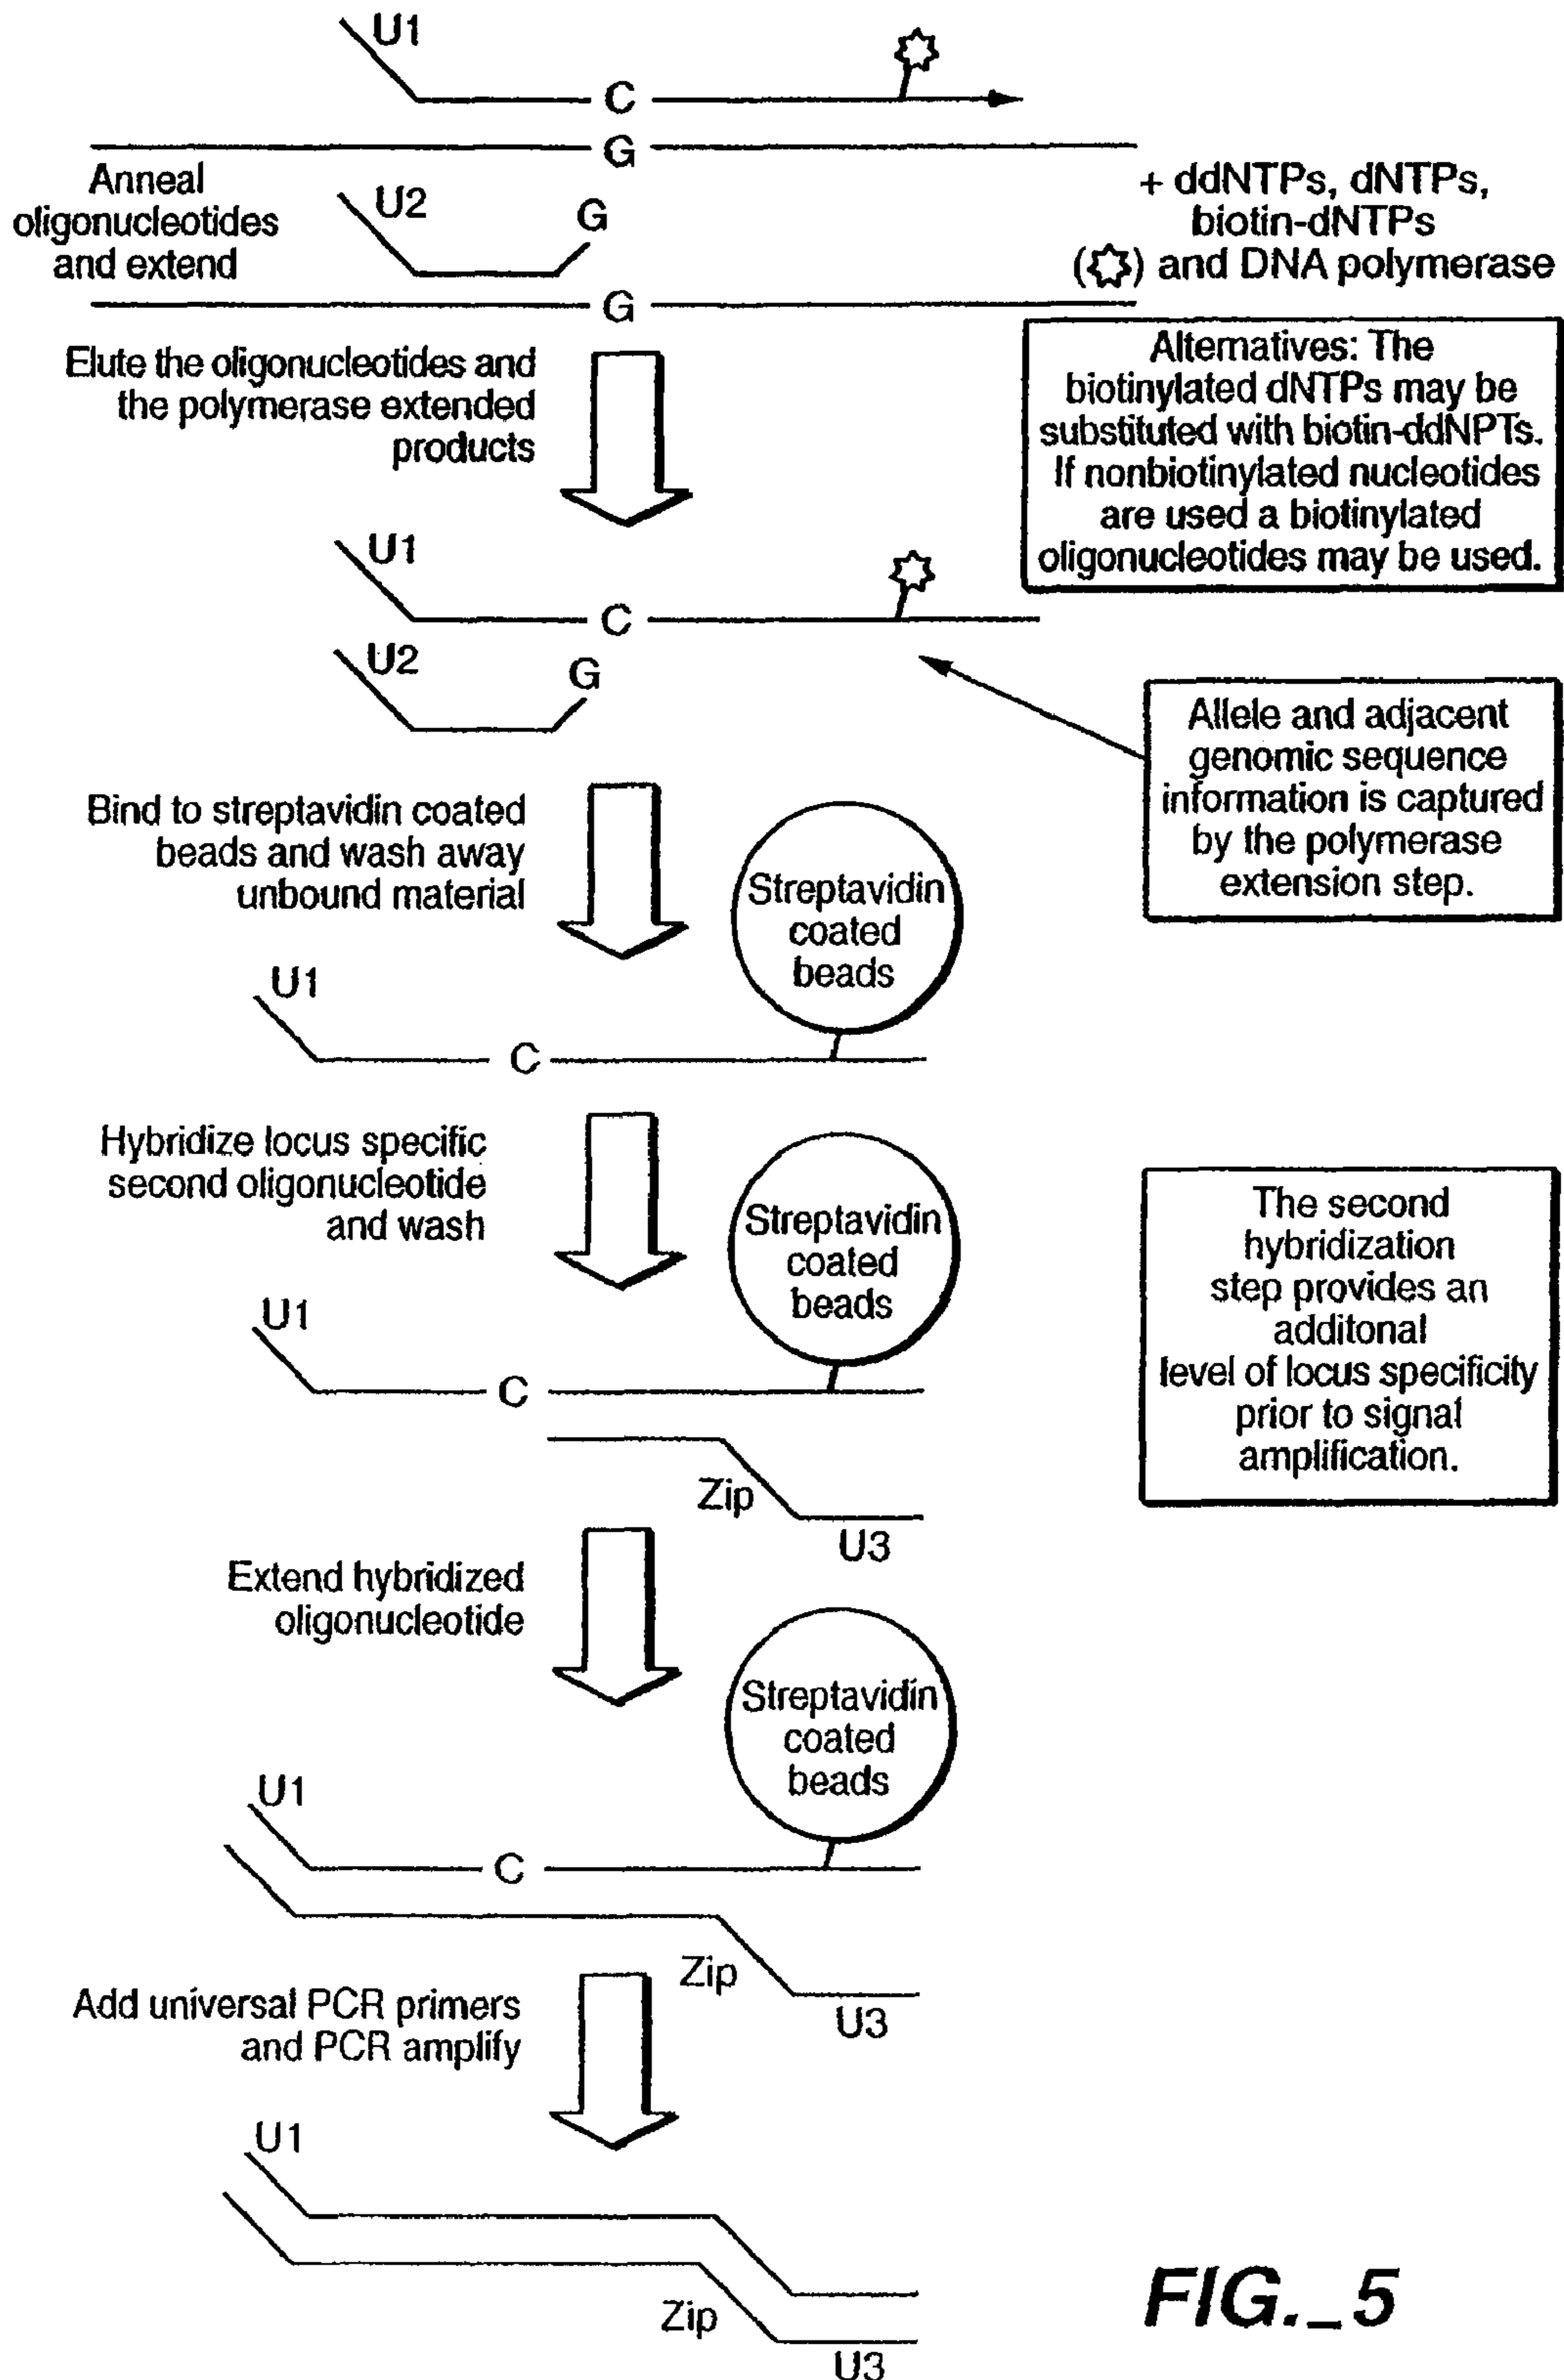 U1
C
G
Anneal
oligonucleotides
and extend
U2
G
G
+ ddNTPs, dNTPs,
biotin-dNTPs
( ) and DNA polymerase
Elute the oligonucleotides and
the polymerase extended
products
Alternatives: The
biotinylated dNTPs may be
substituted with biotin-ddNPTs.
If nonbiotinylated nucleotides
are used a biotinylated
oligonucleotides may be used.
U1
C
U2
G
Allele and adjacent
genomic sequence
information is captured
by the polymerase
extension step.
Bind to streptavidin coated
beads and wash away
unbound material
Streptavidin
coated
beads
U1
C
Hybridize locus specific
second oligonucleotide
and wash
Streptavidin
coated
beads
The second
hybridization
step provides an
additonal
level of locus specificity
prior to signal
amplification.
U1
C
Zip
U3
Extend hybridized
oligonucleotide
Streptavidin
coated
beads
U1
C
Zip
U3
Add universal PCR primers
and PCR amplify
U1
Zip
U3
FIG._5